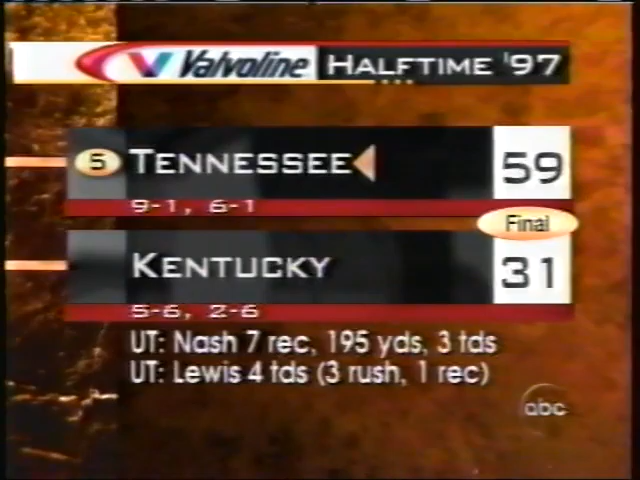 Valvoline HALFTIME '97
5 TENNESSEE 59
9-1, 6-1
Final
KENTUCKY 31
5-6, 2-6
UT: Nash 7 rec, 195 yds, 3 tds
UT: Lewis 4 tds (3 rush, 1 rec)
abc